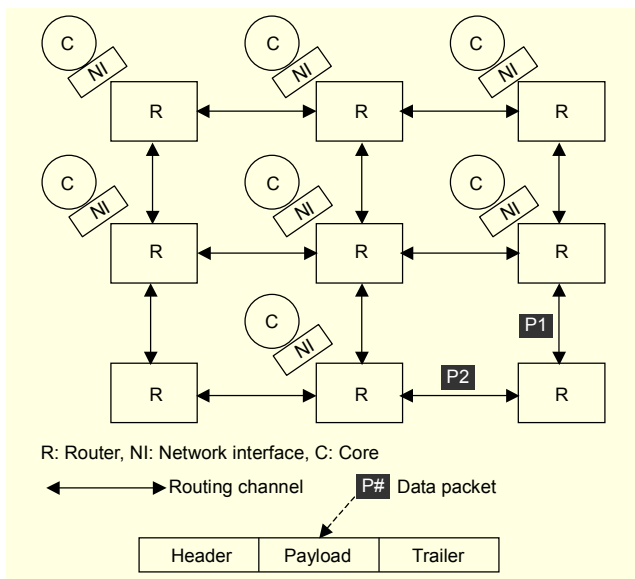 C
C
C
NI
NI
NI
R
R
R
C
C
C
NI
NI
NI
R
R
R
C
NI
P1
P2
R
R
R
R: Router, NI: Network interface, C: Core
Routing channel
P# Data packet
Header Payload Trailer